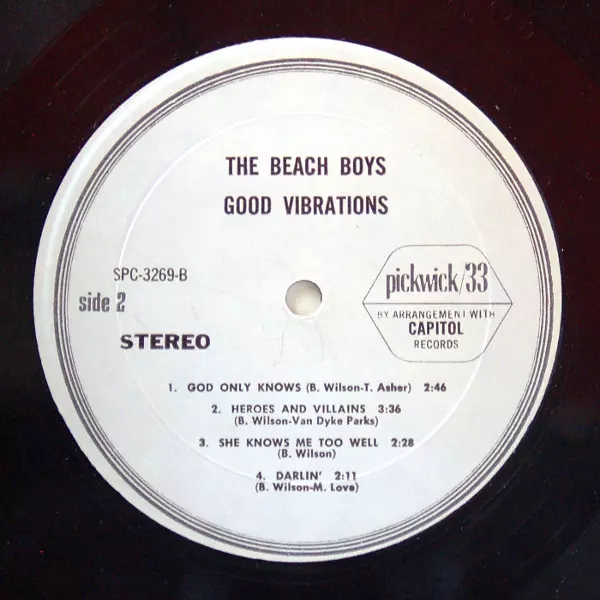 THE BEACH BOYS
GOOD VIBRATIONS
SPC-3269-B
side 2
STEREO
pickwick/33
BY ARRANGEMENT WITH
CAPITOL
RECORDS
1. GOD ONLY KNOWS (B. Wilson-T. Asher) 2:46
2. HEROES AND VILLAINS 3:36
(B. Wilson-Van Dyke Parks)
3. SHE KNOWS ME TOO WELL 2:28
(B. Wilson)
4. DARLIN' 2:11
(B. Wilson-M. Love)